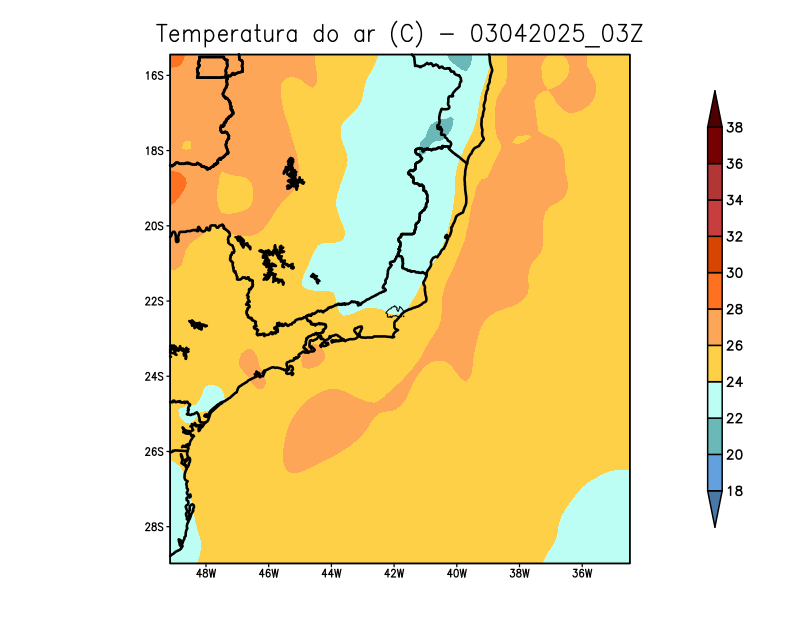 Temperatura do ar (C) – 03042025_03Z
16S
18S
20S
22S
24S
26S
28S
48W 46W 44W 42W 40W 38W 36W
38
36
34
32
30
28
26
24
22
20
18